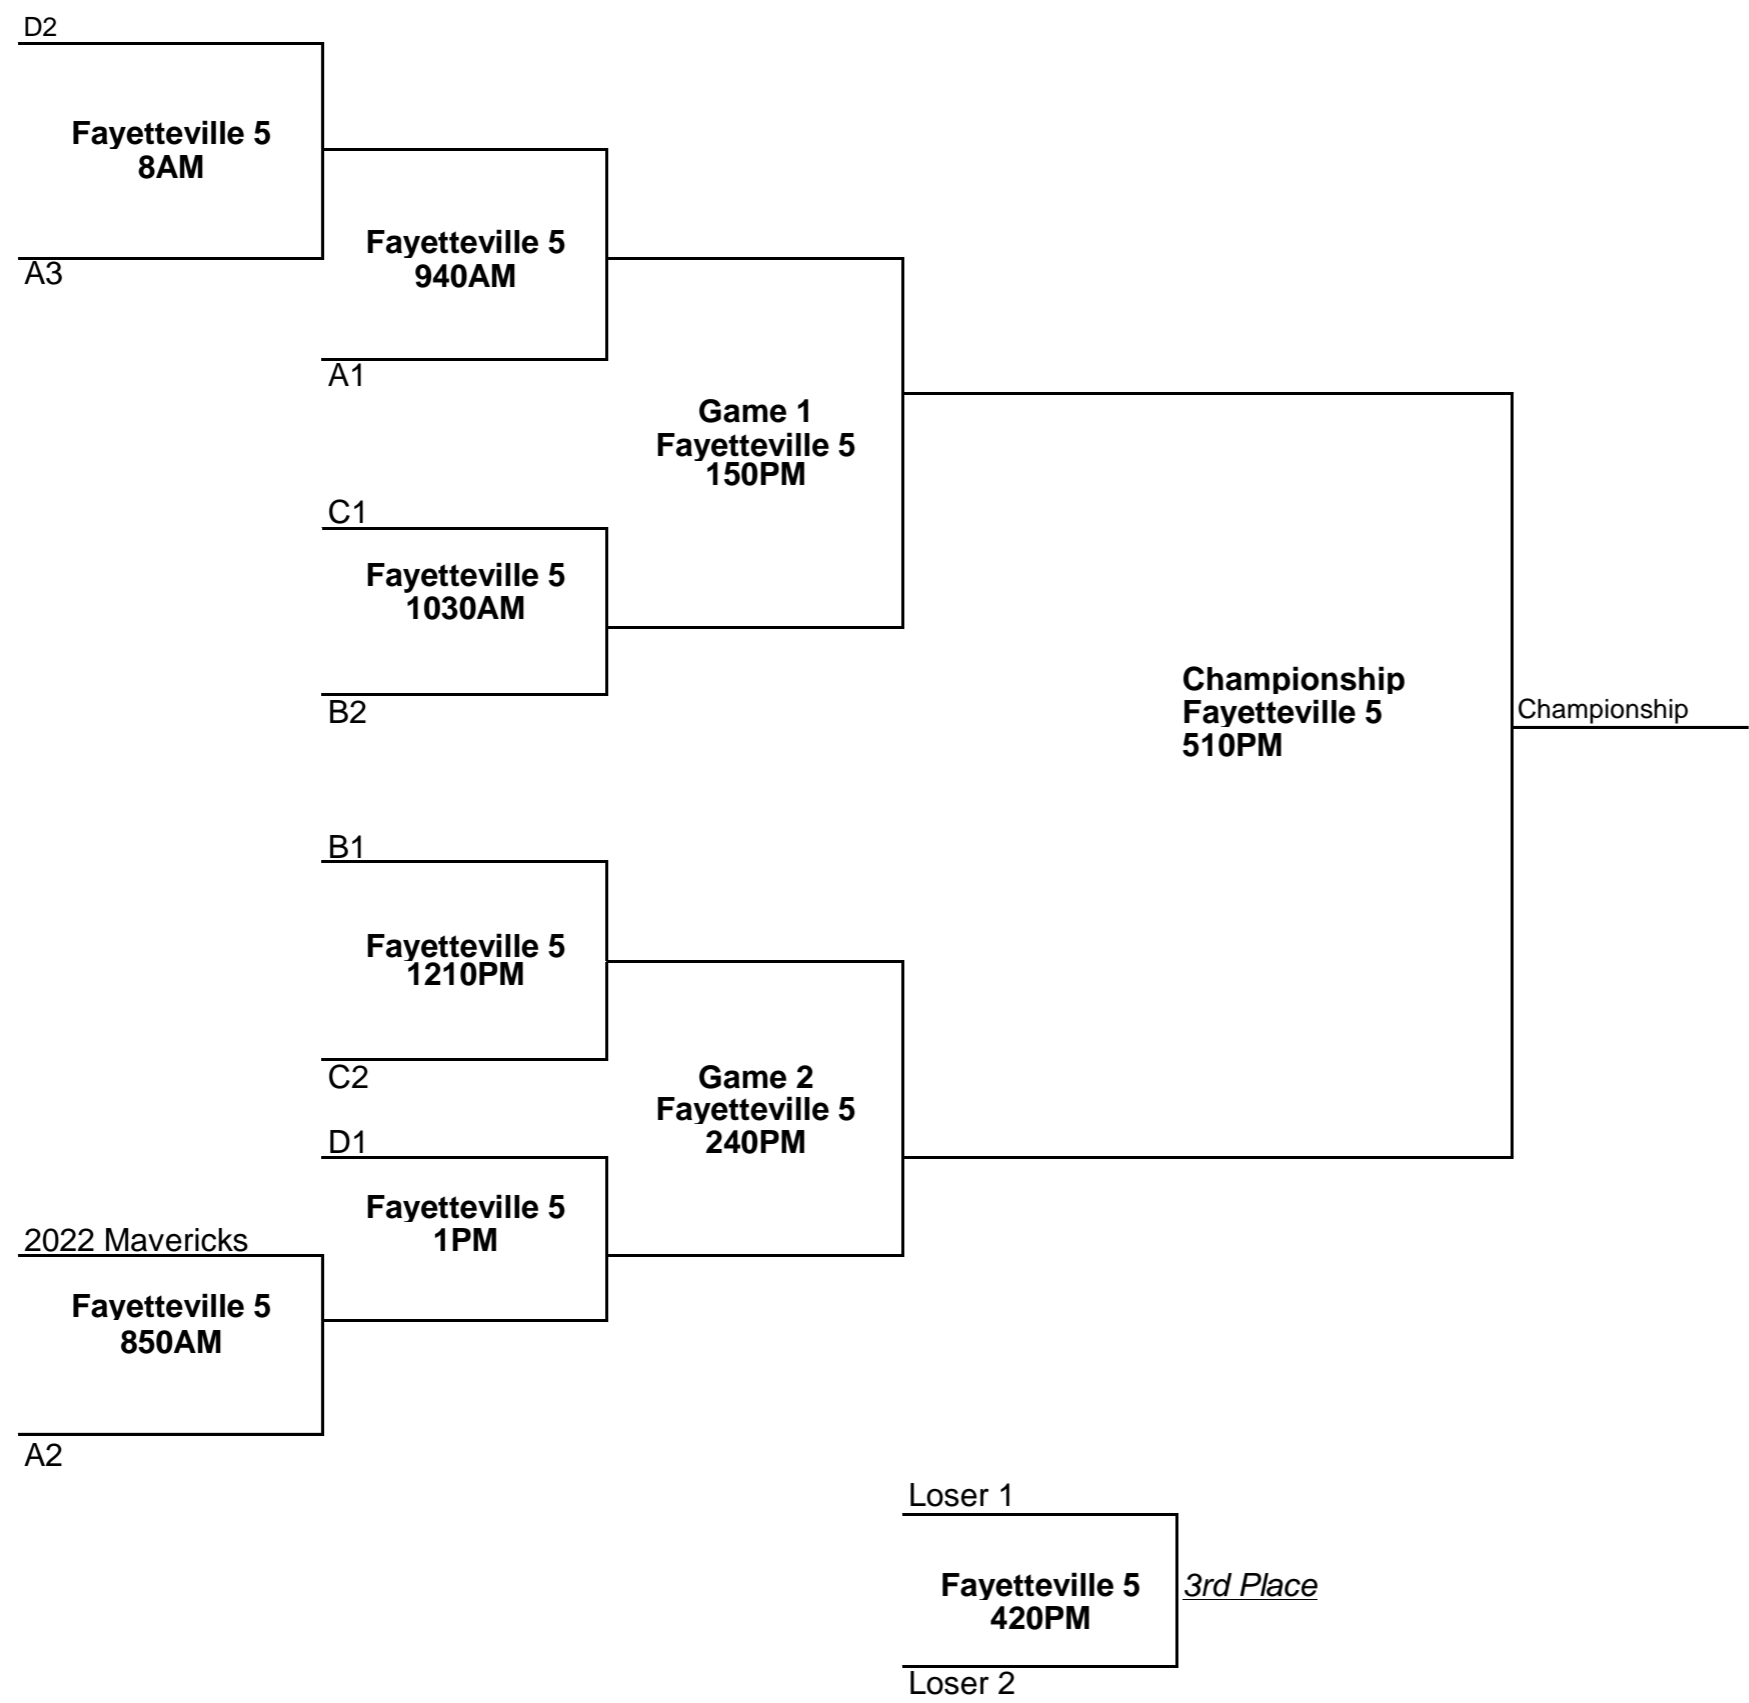 D2
Fayetteville 5
8AM
A3
Fayetteville 5
940AM
A1
Game 1
Fayetteville 5
150PM
C1
Fayetteville 5
1030AM
B2
Championship
Fayetteville 5
510PM
Championship
B1
Fayetteville 5
1210PM
C2
Game 2
Fayetteville 5
240PM
D1
Fayetteville 5
1PM
2022 Mavericks
Fayetteville 5
850AM
A2
Loser 1
Fayetteville 5
420PM
3rd Place
Loser 2